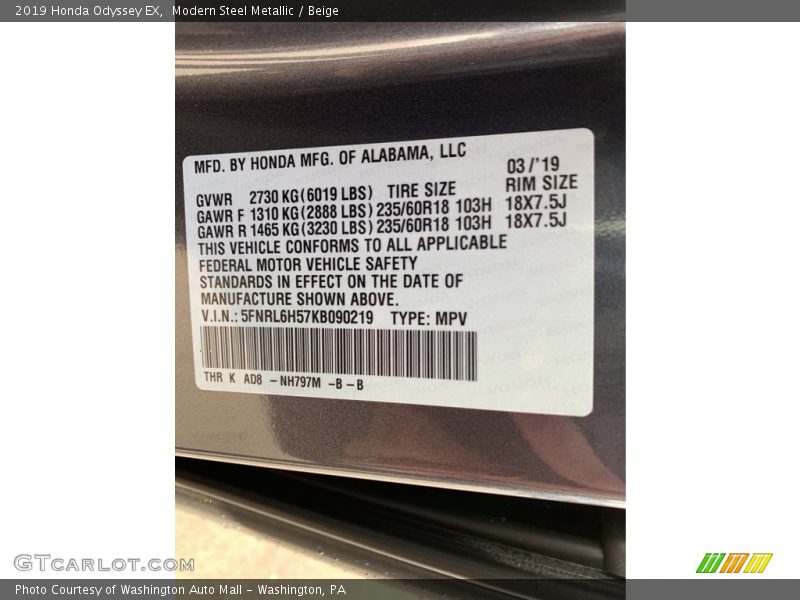 2019 Honda Odyssey EX, Modern Steel Metallic / Beige
MFD. BY HONDA MFG. OF ALABAMA, LLC
03/'19
GVWR 2730 KG (6019 LBS) TIRE SIZE RIM SIZE
GAWR F 1310 KG (2888 LBS) 235/60R18 103H 18X7.5J
GAWR R 1465 KG (3230 LBS) 235/60R18 103H 18X7.5J
THIS VEHICLE CONFORMS TO ALL APPLICABLE
FEDERAL MOTOR VEHICLE SAFETY
STANDARDS IN EFFECT ON THE DATE OF
MANUFACTURE SHOWN ABOVE.
V.I.N.: 5FNRL6H57KB090219 TYPE: MPV
THR K AD8 -NH797M -B-B
GTcarlot.com
Photo Courtesy of Washington Auto Mall - Washington, PA